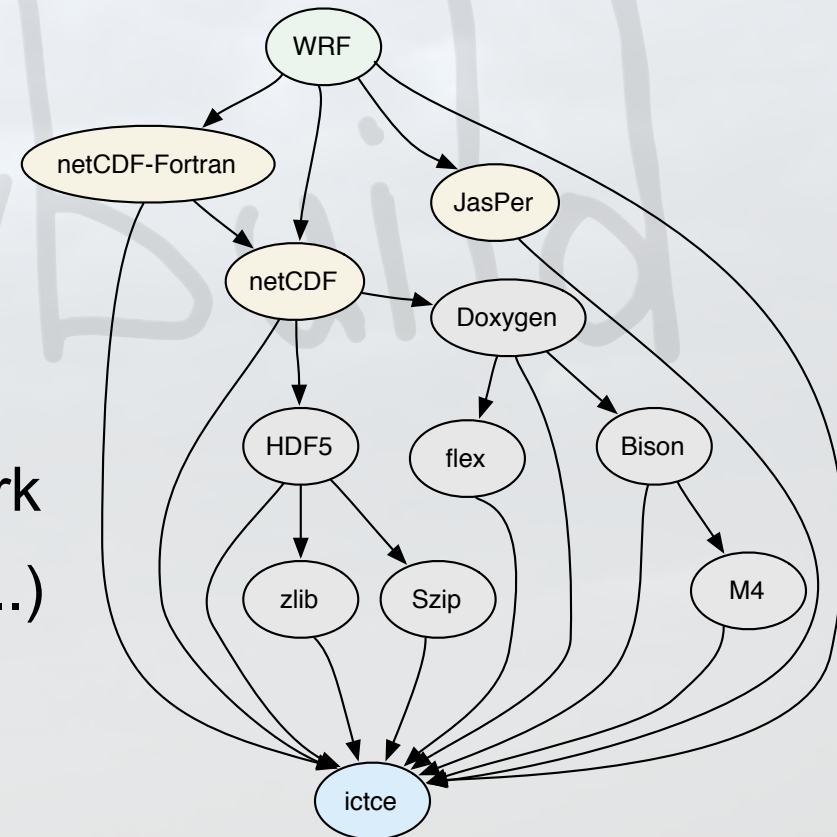 WRF
netCDF-Fortran
JasPer
netCDF
Doxygen
HDF5
flex
Bison
rk
zlib
Szip
M4
..)
ictce